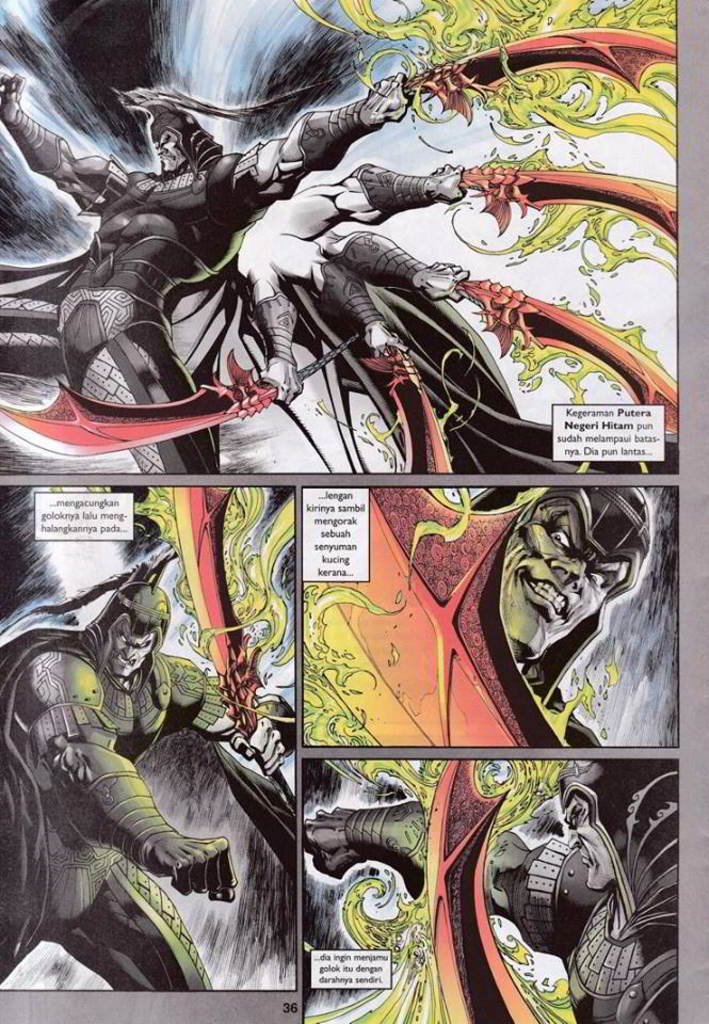 Kegeraman Putera
Negeri Hitam pun
sudah melampaui batas-
nya. Dia pun lantas...
...mengacungkan
goloknya lalu meng-
halangkannya pada...
...lengan
kirinya sambil
mengorak
sebuah
senyuman
kucing
kerana...
...dia ingin menjamu
golok itu dengan
darahnya sendiri.
36